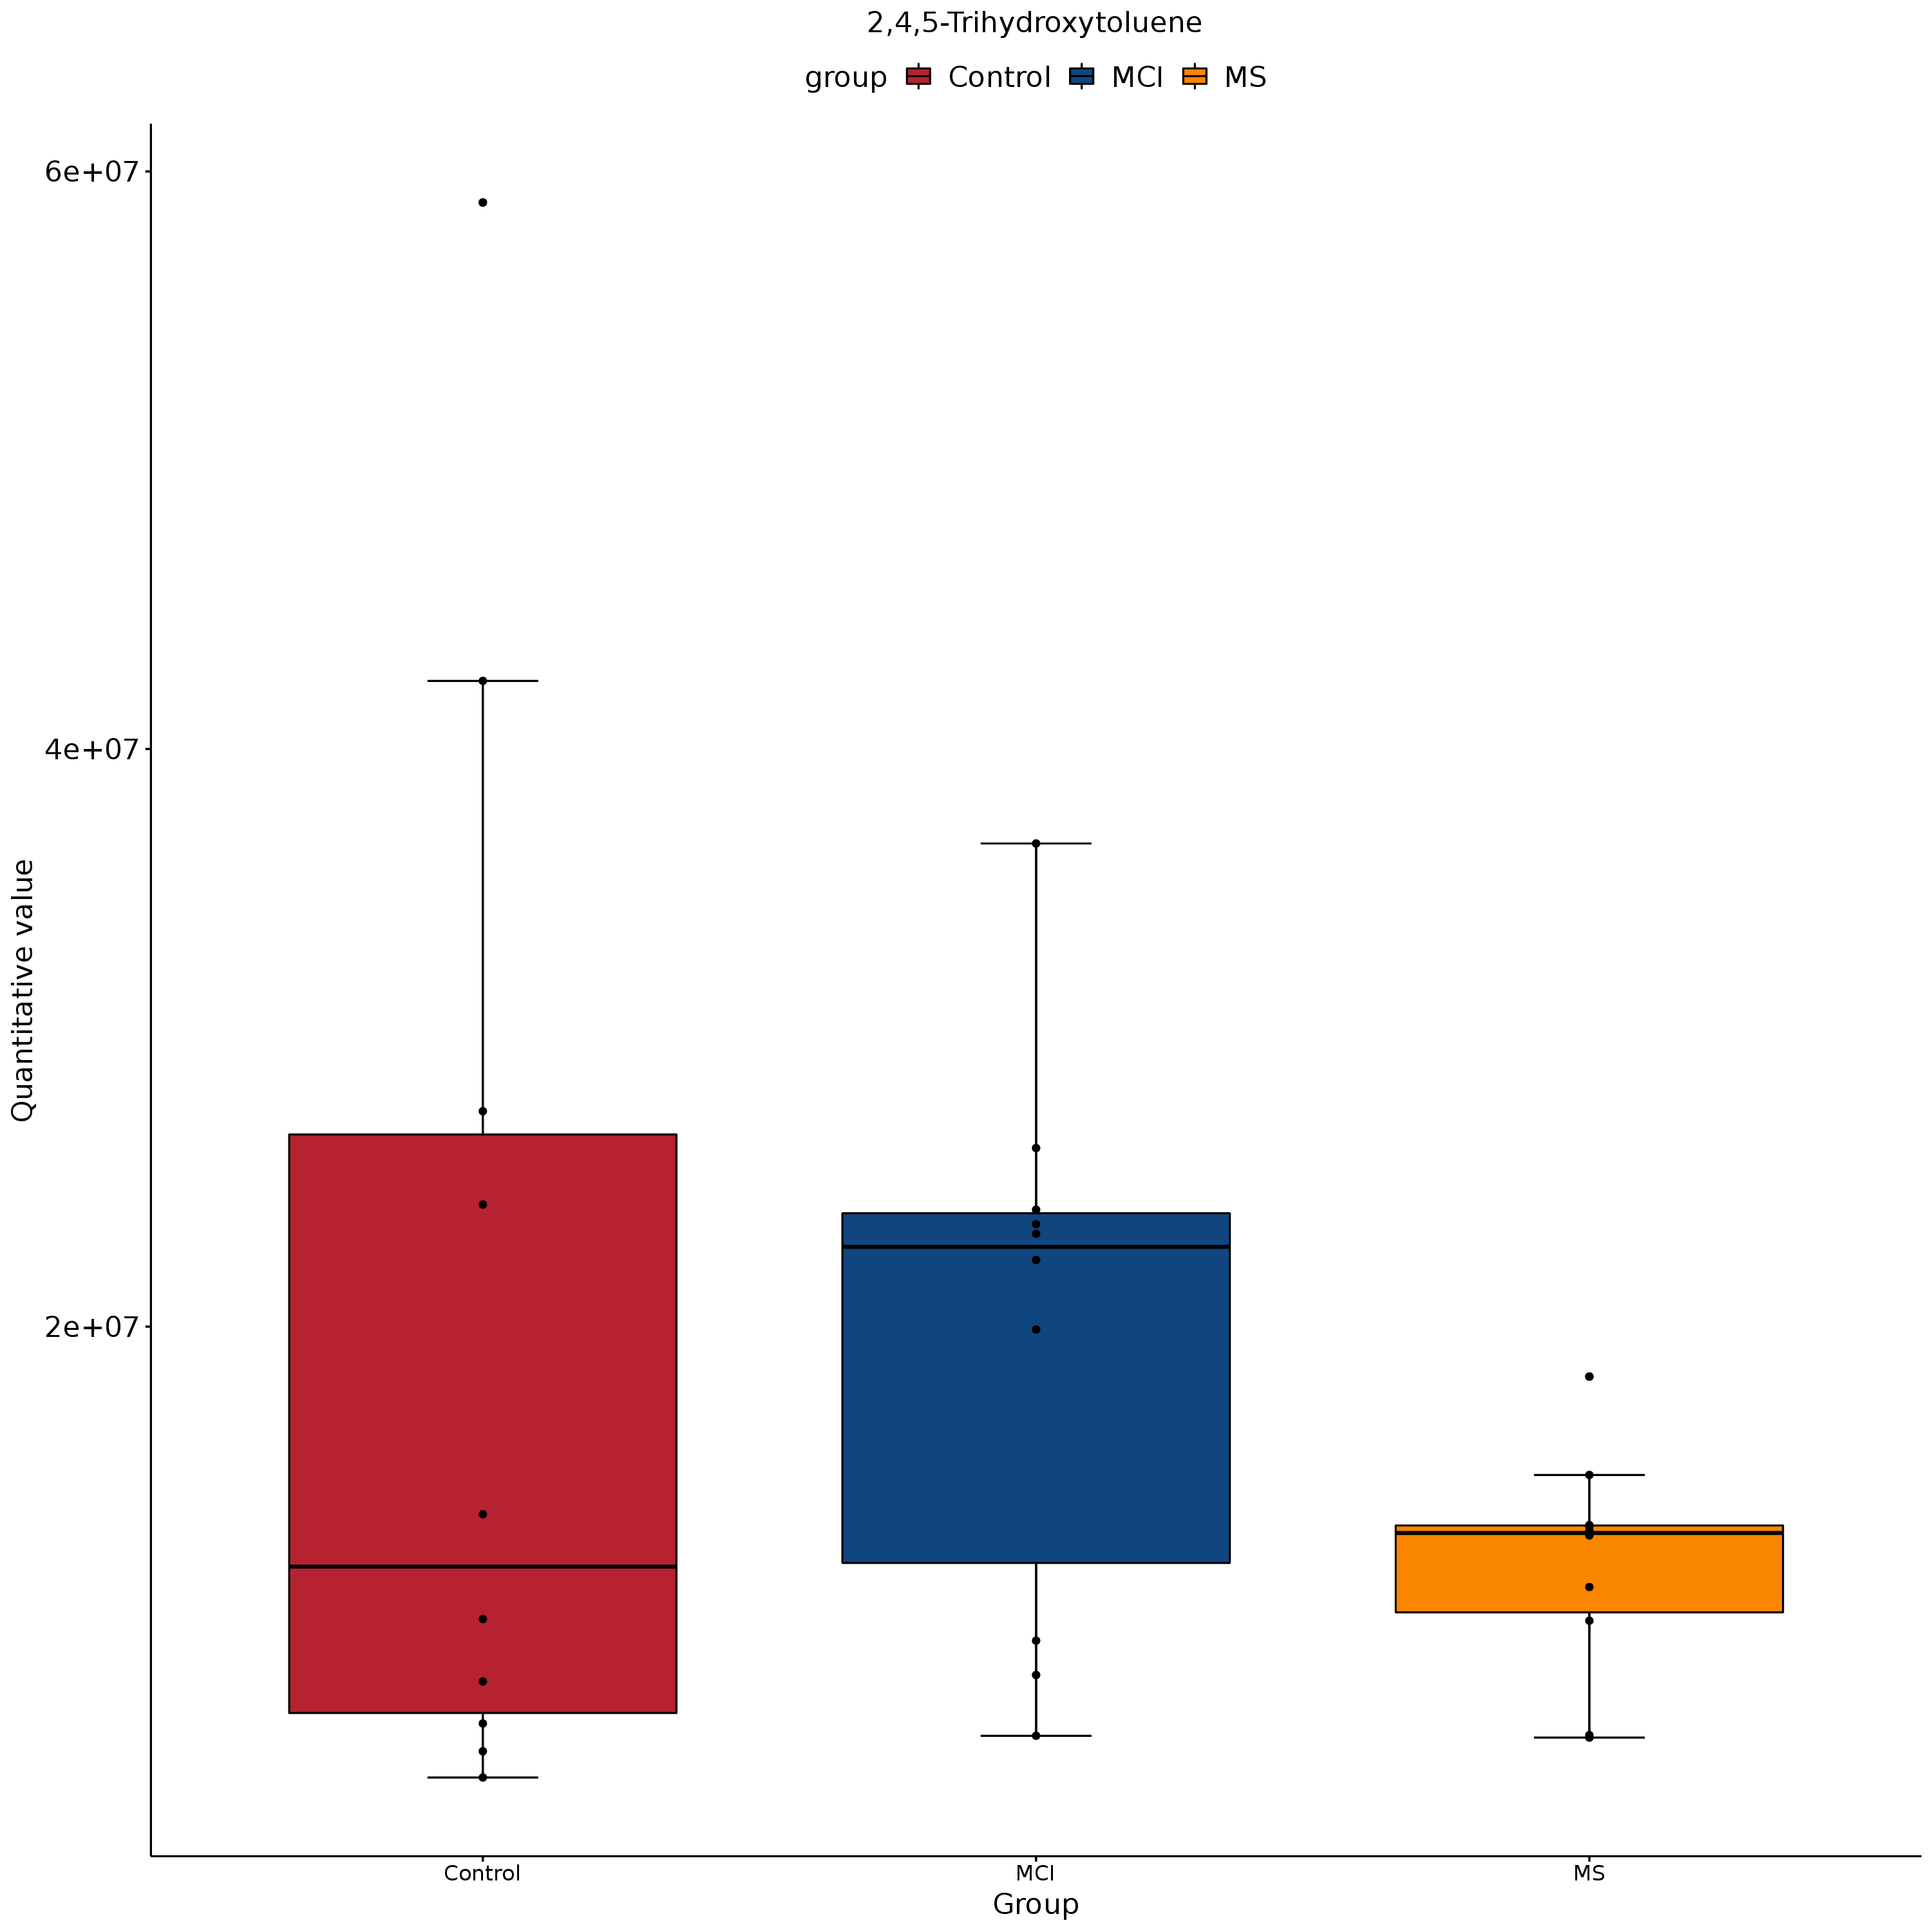 2,4,5-Trihydroxytoluene
group Control MCI MS
6e+07
4e+07
2e+07
Quantitative value
Control MCI MS
Group